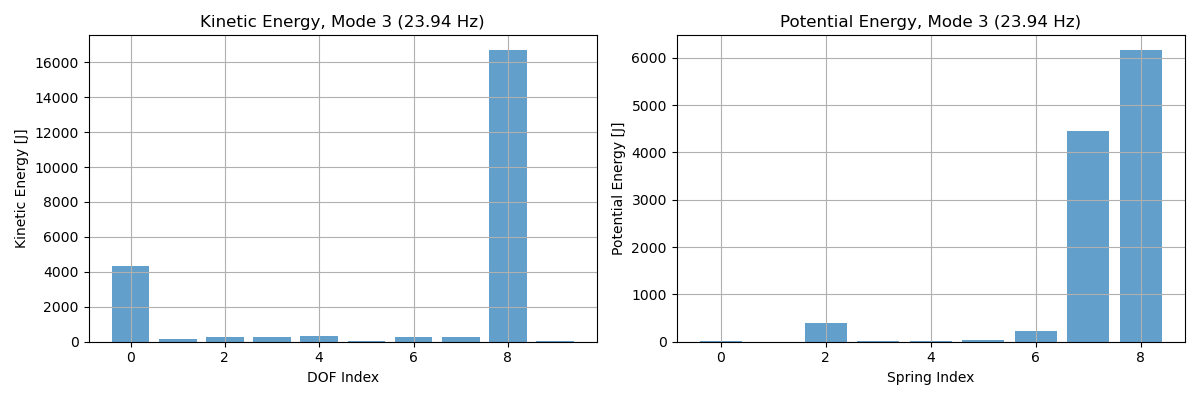 Kinetic Energy, Mode 3 (23.94 Hz)
Kinetic Energy [J]
16000
14000
12000
10000
8000
6000
4000
2000
0
0 2 4 6 8
DOF Index
Potential Energy, Mode 3 (23.94 Hz)
Potential Energy [J]
6000
5000
4000
3000
2000
1000
0
0 2 4 6 8
Spring Index